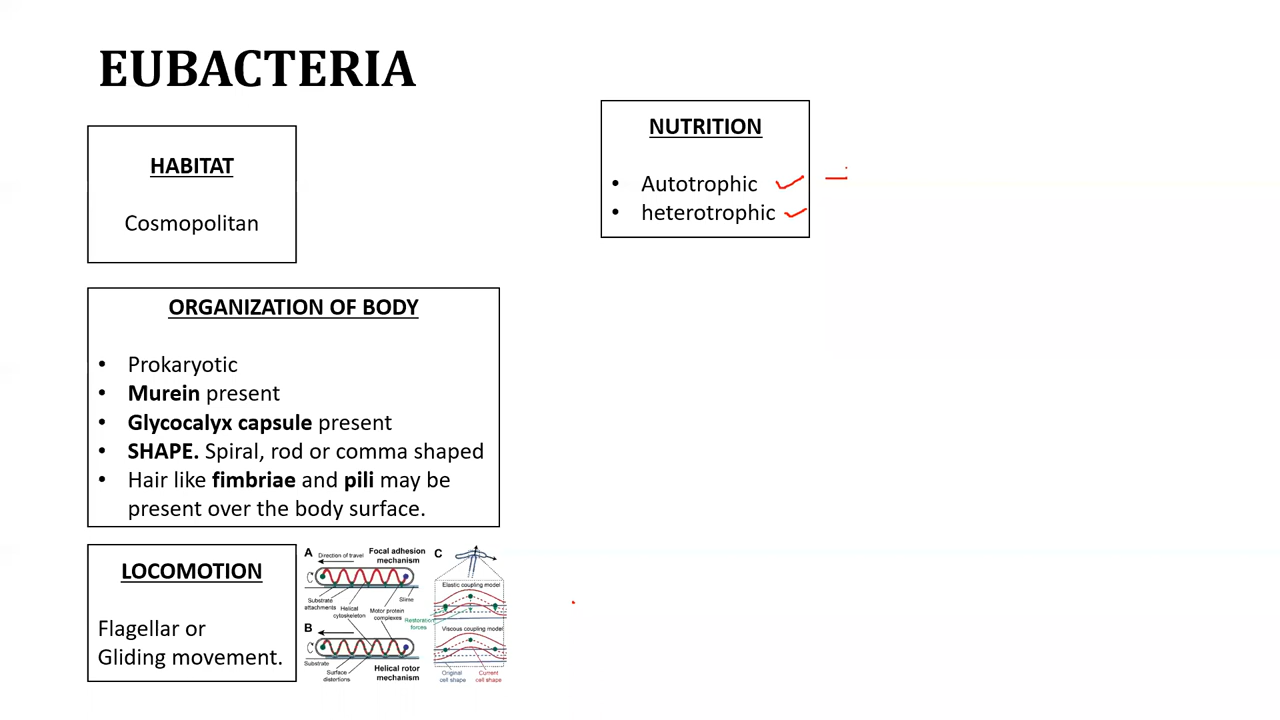 EUBACTERIA
HABITAT
Cosmopolitan
NUTRITION
• Autotrophic
• heterotrophic
ORGANIZATION OF BODY
• Prokaryotic
• Murein present
• Glycocalyx capsule present
• SHAPE. Spiral, rod or comma shaped
• Hair like fimbriae and pili may be
present over the body surface.
LOCOMOTION
Flagellar or
Gliding movement.
A
Direction of travel
Focal adhesion
mechanism
Substrate
attachments
Helical
cytoskeleton
Motor protein
complexes
Slime
B
Substrate
Surface
distortions
Helical rotor
mechanism
C
Elastic coupling model
Restoration
forces
Viscous coupling model
Original
cell shape
Current
cell shape